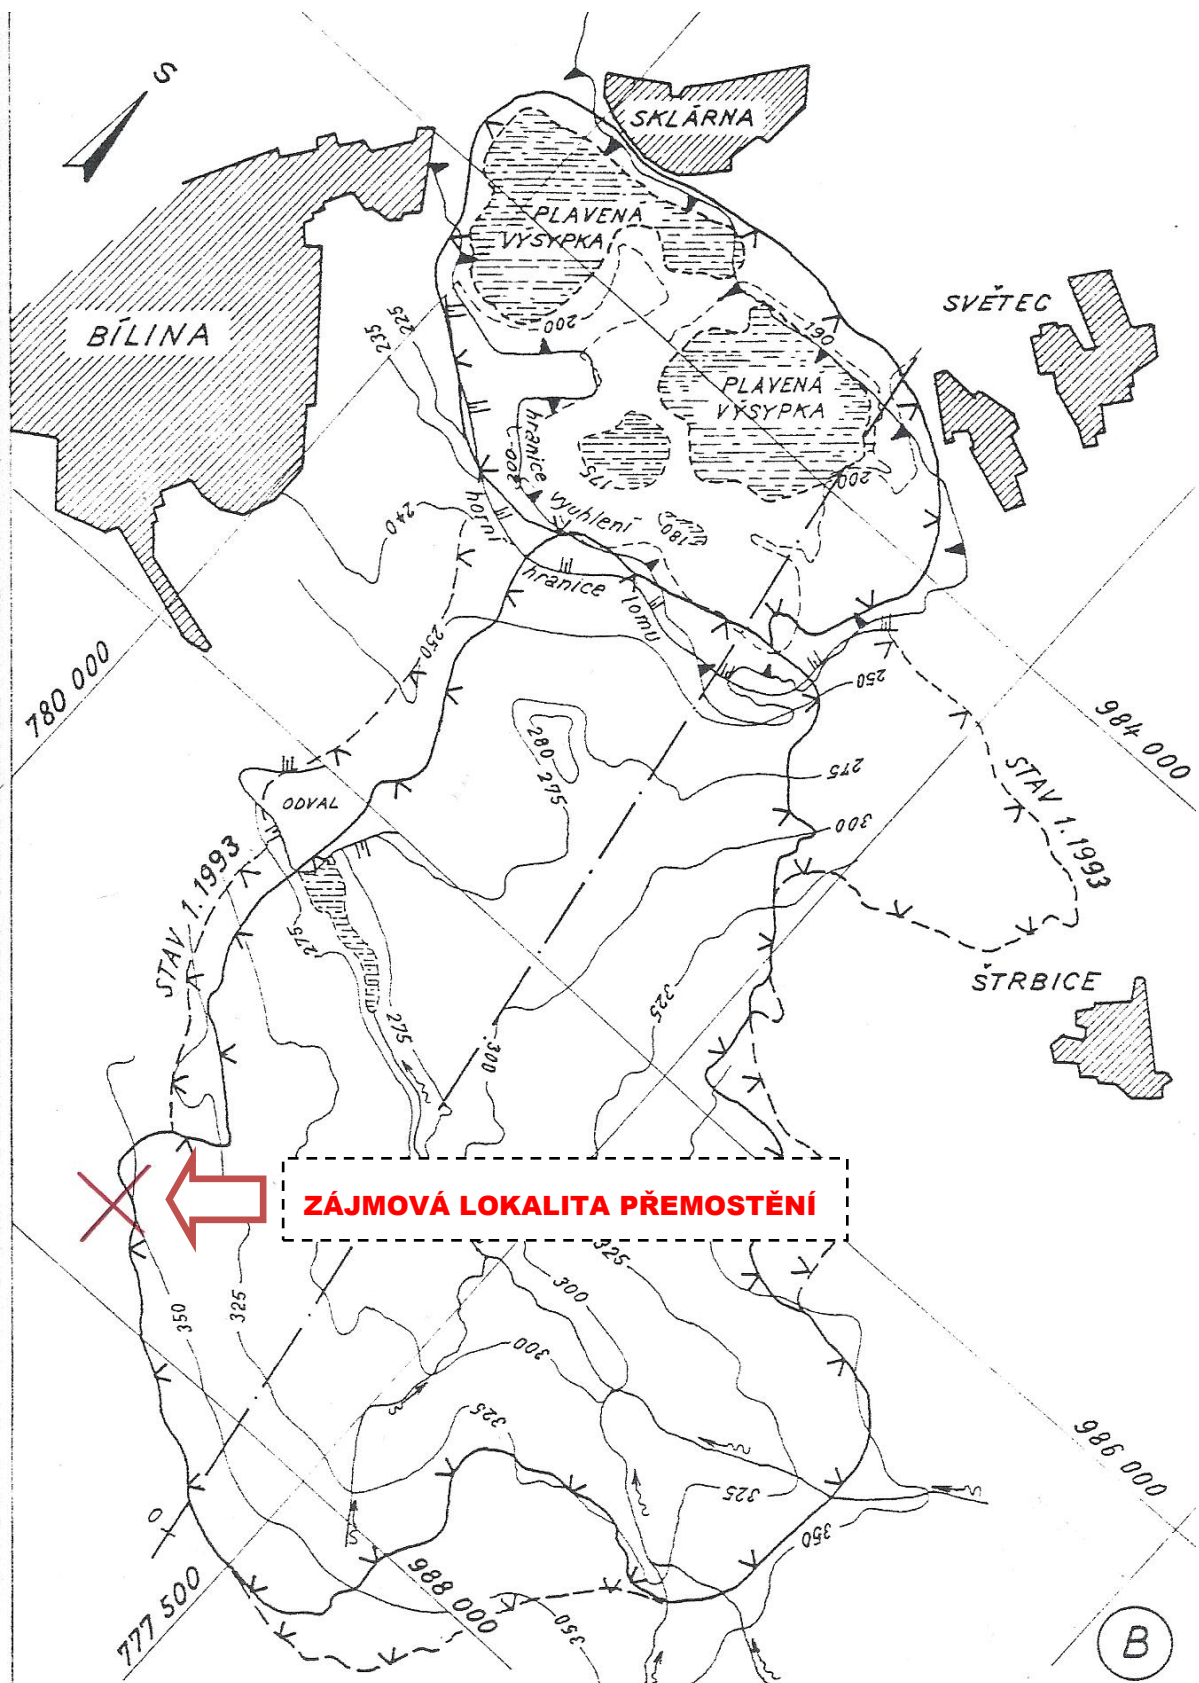 S
SKLÁRNA
PLAVENA
VÝSYPKA
SVĚTEC
BÍLINA
225
235
200
190
PLAVENÁ
VÝSYPKA
hranice
200
175
200
vyuhlení
180
240
horní
hranice
lomu
250
250
780 000
984 000
280
275
275
ODVAL
300
STAV 1.1993
STAV 1.1993
275
275
325
300
ŠTRBICE
ZÁJMOVÁ LOKALITA PŘEMOSTĚNÍ
325
300
350
325
300
325
325
350
986 000
0
988 000
777 500
350
B